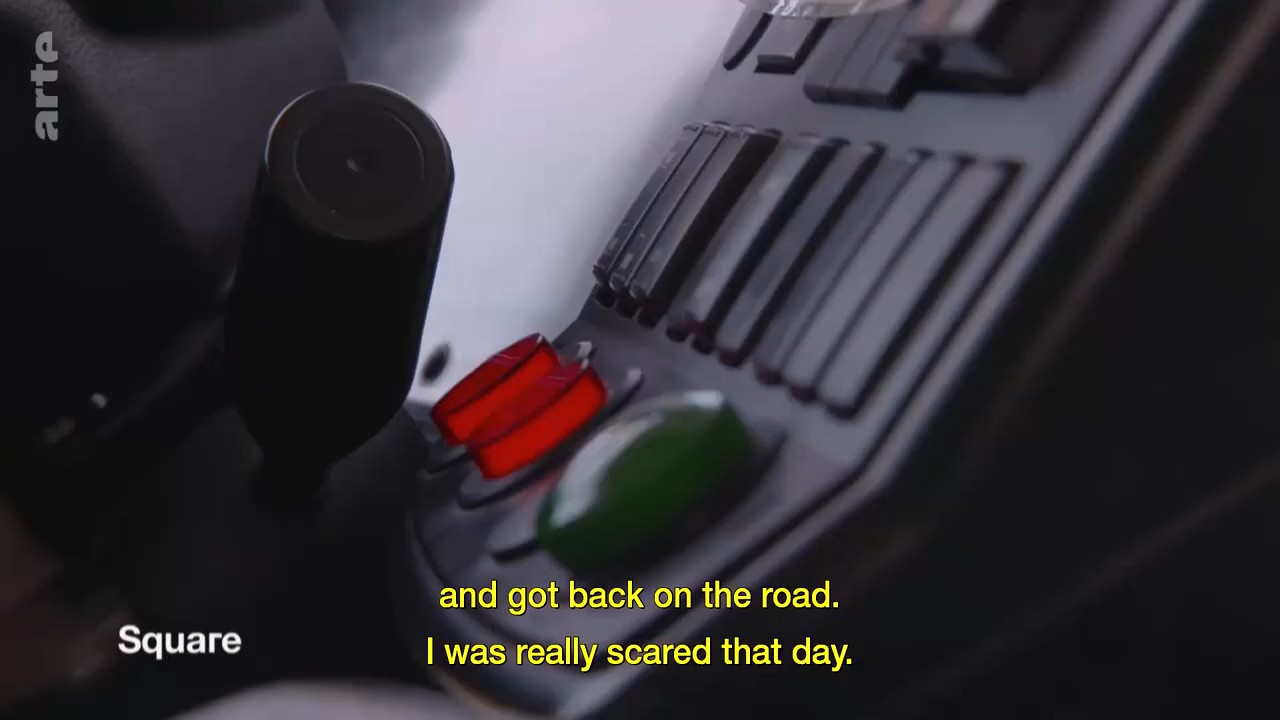 arte
and got back on the road.
I was really scared that day.
Square